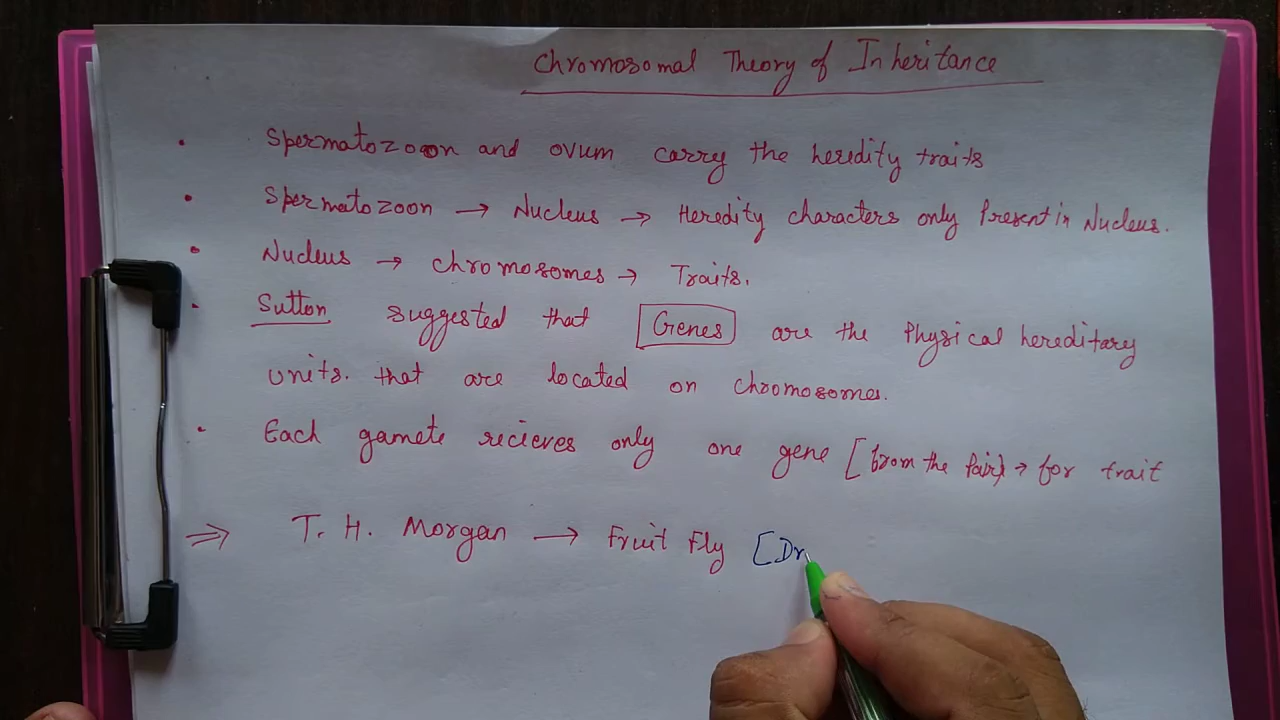 Chromosomal Theory of Inheritance
• Spermatozoon and ovum carry the heredity traits
• Spermatozoon → Nucleus → Heredity characters only Present in Nucleus.
• Nucleus → chromosomes → Traits.
• Sutton suggested that Genes are the Physical hereditary
units. that are located on chromosomes.
• Each gamete recieves only one gene [from the pair) → for trait
⇒ T. H. Morgan → Fruit Fly [Dr